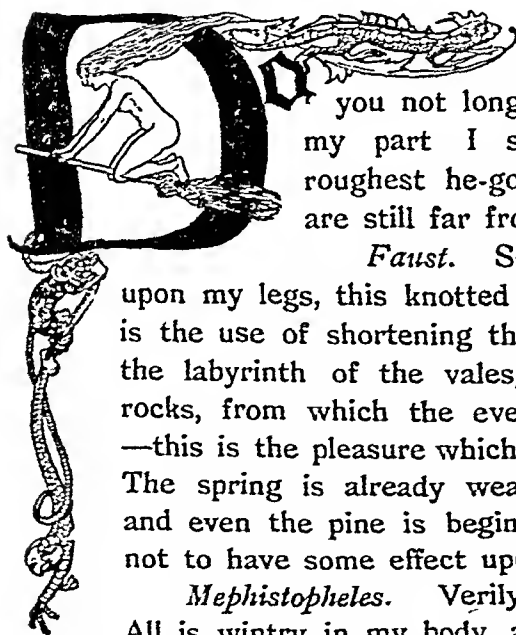 Do you not long
my part I s
roughest he-go
are still far fro
Faust. S
upon my legs, this knotted
is the use of shortening th
the labyrinth of the vales,
rocks, from which the eve
—this is the pleasure which
The spring is already wea
and even the pine is begin
not to have some effect up
Mephistopheles. Verily
All is wintry in my body, a